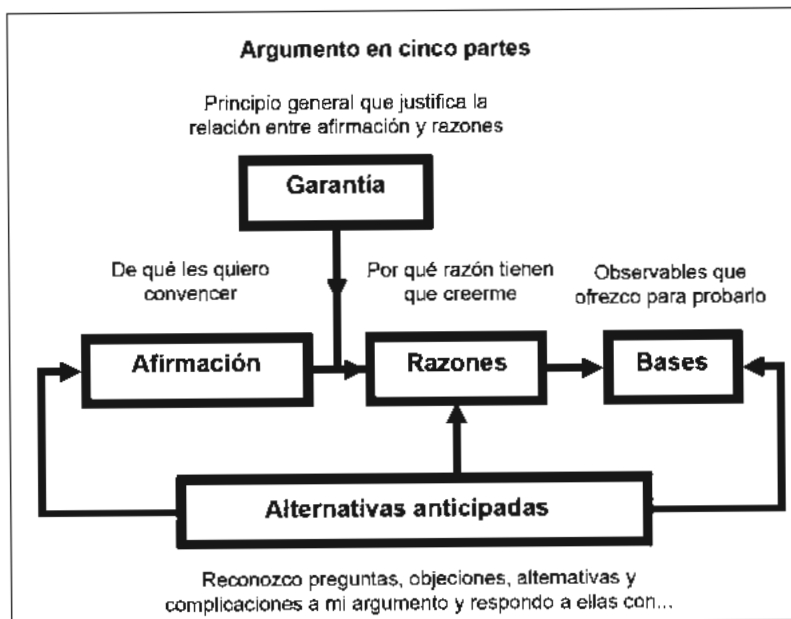 Argumento en cinco partes
Principio general que justifica la
relación entre afirmación y razones
Garantía
De qué les quiero
convencer
Por qué razón tienen
que creerme
Observables que
ofrezco para probarlo
Afirmación
Razones
Bases
Alternativas anticipadas
Reconozco preguntas, objeciones, alternativas y
complicaciones a mi argumento y respondo a ellas con...